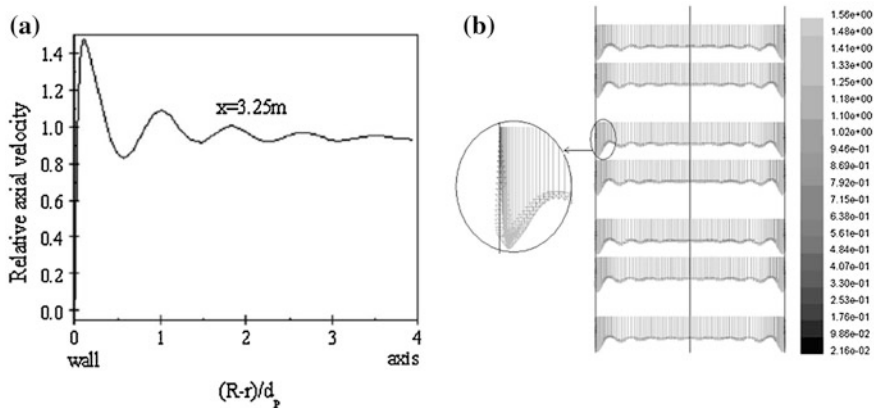 (a)
Relative axial velocity
1.4
1.2
1.0
0.8
0.6
0.4
0.2
0.0
x=3.25m
0 1 2 3 4
wall axis
(R-r)/dp
(b)
1.56e+00
1.48e+00
1.41e+00
1.33e+00
1.25e+00
1.18e+00
1.10e+00
1.02e+00
9.46e-01
8.69e-01
7.92e-01
7.15e-01
6.38e-01
5.61e-01
4.84e-01
4.07e-01
3.30e-01
2.53e-01
1.76e-01
9.86e-02
2.16e-02